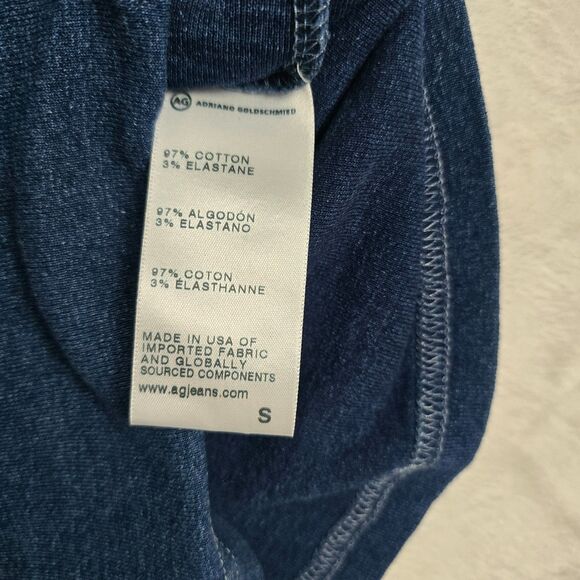 AG ADRIANO GOLDSCHMIED
97% COTTON
3% ELASTANE
97% ALGODÓN
3% ELASTANO
97% COTON
3% ÉLASTHANNE
MADE IN USA OF
IMPORTED FABRIC
AND GLOBALLY
SOURCED COMPONENTS
www.agjeans.com
S